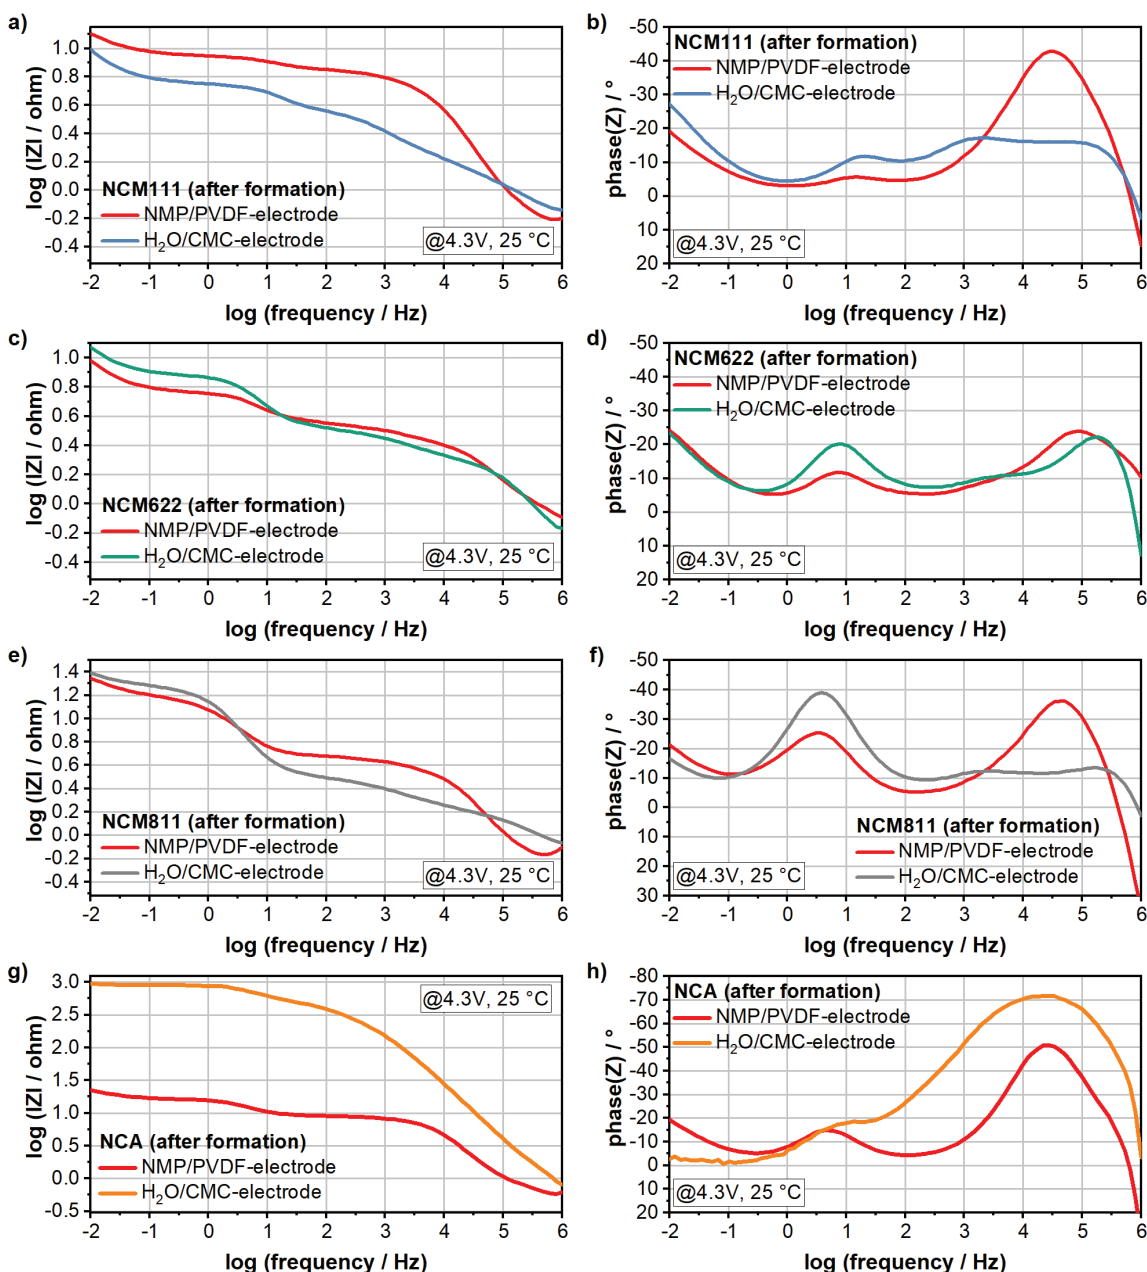 a)
1.0
0.8
0.6
0.4
0.2
0.0
-0.2
-0.4
log (IZI / ohm)
NCM111 (after formation)
NMP/PVDF-electrode
H₂O/CMC-electrode
@4.3V, 25 °C
-2 -1 0 1 2 3 4 5 6
log (frequency / Hz)
b)
-50
-40
-30
-20
-10
0
10
20
phase(Z) / °
NCM111 (after formation)
NMP/PVDF-electrode
H₂O/CMC-electrode
@4.3V, 25 °C
-2 -1 0 1 2 3 4 5 6
log (frequency / Hz)
c)
1.0
0.8
0.6
0.4
0.2
0.0
-0.4
log (IZI / ohm)
NCM622 (after formation)
NMP/PVDF-electrode
H₂O/CMC-electrode
@4.3V, 25 °C
-2 -1 0 1 2 3 4 5 6
log (frequency / Hz)
d)
-50
-40
-30
-20
-10
0
10
20
phase(Z) / °
NCM622 (after formation)
NMP/PVDF-electrode
H₂O/CMC-electrode
@4.3V, 25 °C
-2 -1 0 1 2 3 4 5 6
log (frequency / Hz)
e)
1.4
1.2
1.0
0.8
0.6
0.4
0.2
0.0
-0.2
-0.4
log (IZI / ohm)
NCM811 (after formation)
NMP/PVDF-electrode
H₂O/CMC-electrode
@4.3V, 25 °C
-2 -1 0 1 2 3 4 5 6
log (frequency / Hz)
f)
-50
-40
-30
-20
-10
0
10
20
30
phase(Z) / °
NCM811 (after formation)
NMP/PVDF-electrode
H₂O/CMC-electrode
@4.3V, 25 °C
-2 -1 0 1 2 3 4 5 6
log (frequency / Hz)
g)
3.0
2.5
2.0
1.5
1.0
0.5
0.0
-0.5
log (IZI / ohm)
@4.3V, 25 °C
NCA (after formation)
NMP/PVDF-electrode
H₂O/CMC-electrode
-2 -1 0 1 2 3 4 5 6
log (frequency / Hz)
h)
-80
-70
-60
-50
-40
-30
-20
-10
0
10
20
phase(Z) / °
NCA (after formation)
NMP/PVDF-electrode
H₂O/CMC-electrode
@4.3V, 25 °C
-2 -1 0 1 2 3 4 5 6
log (frequency / Hz)